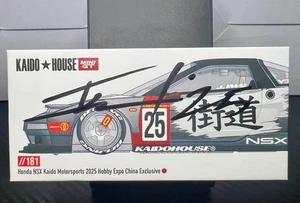 KAIDO★HOUSE MINI GT
25
街道
KAIDOHOUSE®
NSX
//181
Honda NSX Kaido Motorsports 2025 Hobby Expo China Exclusive